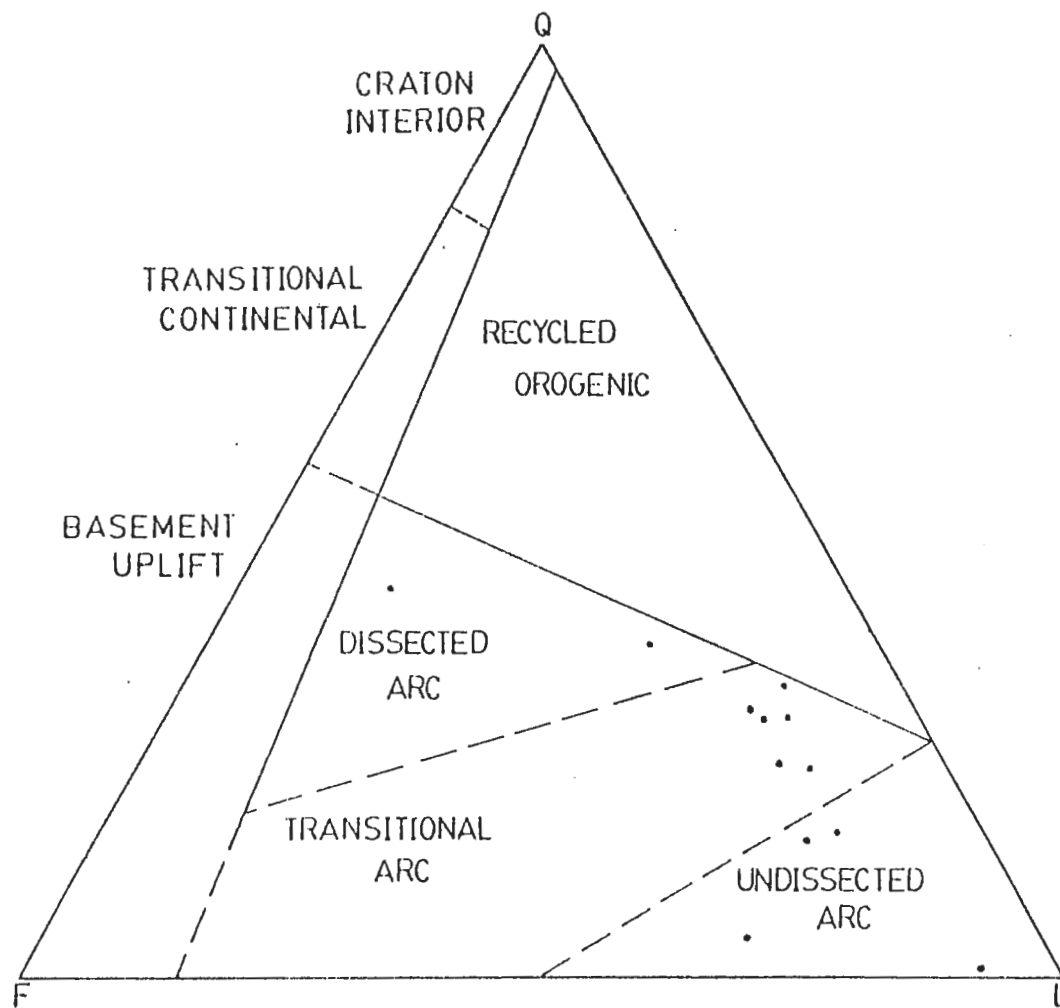 Q
CRATON
INTERIOR
TRANSITIONAL
CONTINENTAL
RECYCLED
OROGENIC
BASEMENT
UPLIFT
DISSECTED
ARC
TRANSITIONAL
ARC
UNDISSECTED
ARC
F
L